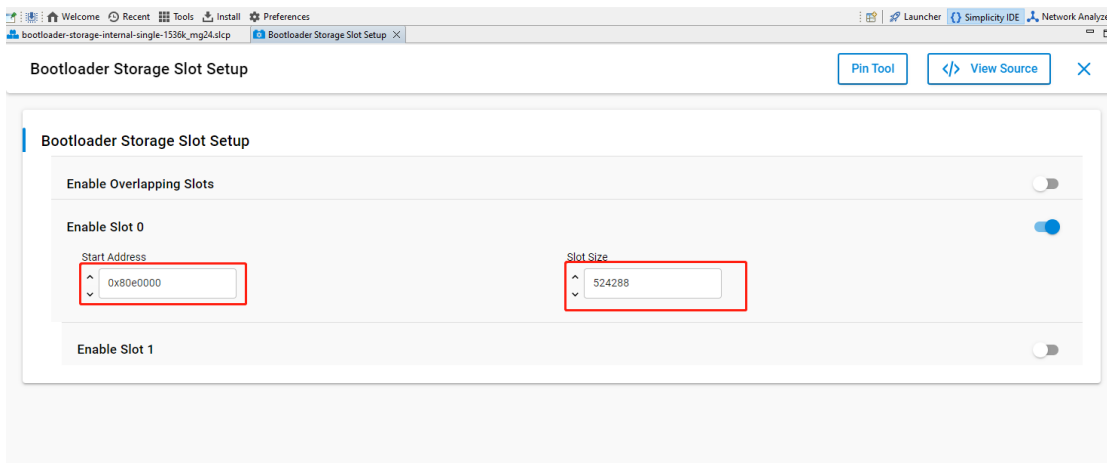 Welcome Recent Tools Install Preferences
Launcher Simplicity IDE Network Analyze
bootloader-storage-internal-single-1536k_mg24.slcp Bootloader Storage Slot Setup
Bootloader Storage Slot Setup
Pin Tool View Source
Bootloader Storage Slot Setup
Enable Overlapping Slots
Enable Slot 0
Start Address Slot Size
0x80e0000 524288
Enable Slot 1